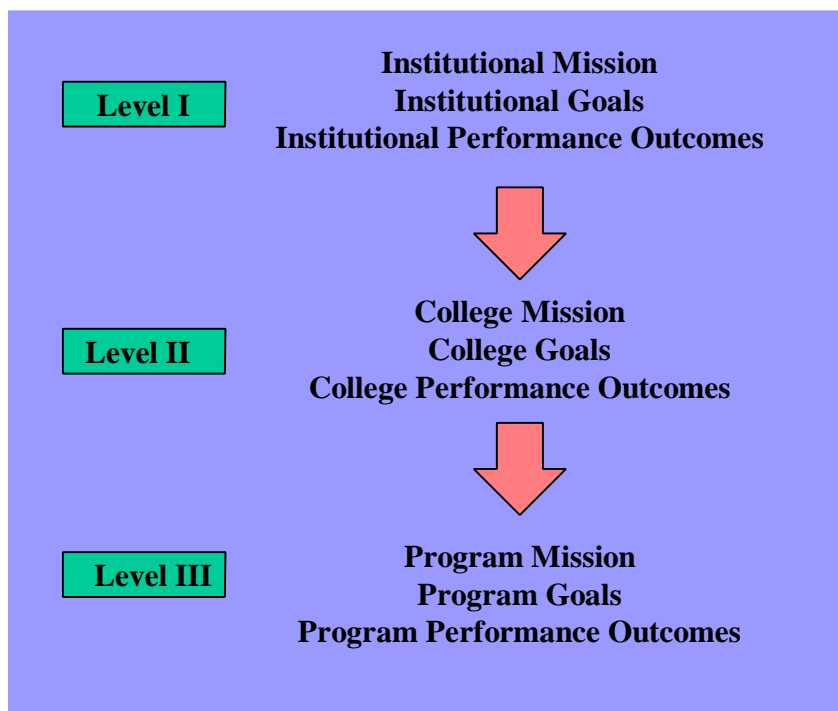 Level I
Institutional Mission
Institutional Goals
Institutional Performance Outcomes
Level II
College Mission
College Goals
College Performance Outcomes
Level III
Program Mission
Program Goals
Program Performance Outcomes